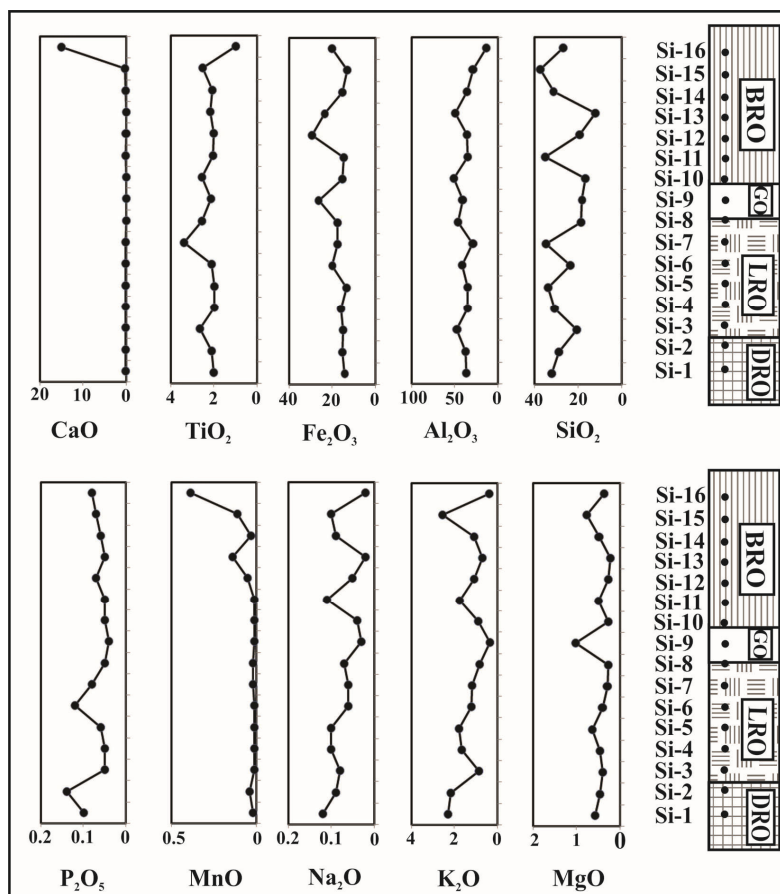 Si-16
Si-15
Si-14
Si-13
Si-12
Si-11
Si-10
Si-9
Si-8
Si-7
Si-6
Si-5
Si-4
Si-3
Si-2
Si-1
BRO
GO
LRO
DRO
20 10 0 4 2 0 40 20 0 100 50 0 40 20 0
CaO TiO₂ Fe₂O₃ Al₂O₃ SiO₂
Si-16
Si-15
Si-14
Si-13
Si-12
Si-11
Si-10
Si-9
Si-8
Si-7
Si-6
Si-5
Si-4
Si-3
Si-2
Si-1
BRO
GO
LRO
DRO
0.2 0.1 0 0.5 0 0.2 0.1 0 4 2 0 2 1 0
P₂O₅ MnO Na₂O K₂O MgO